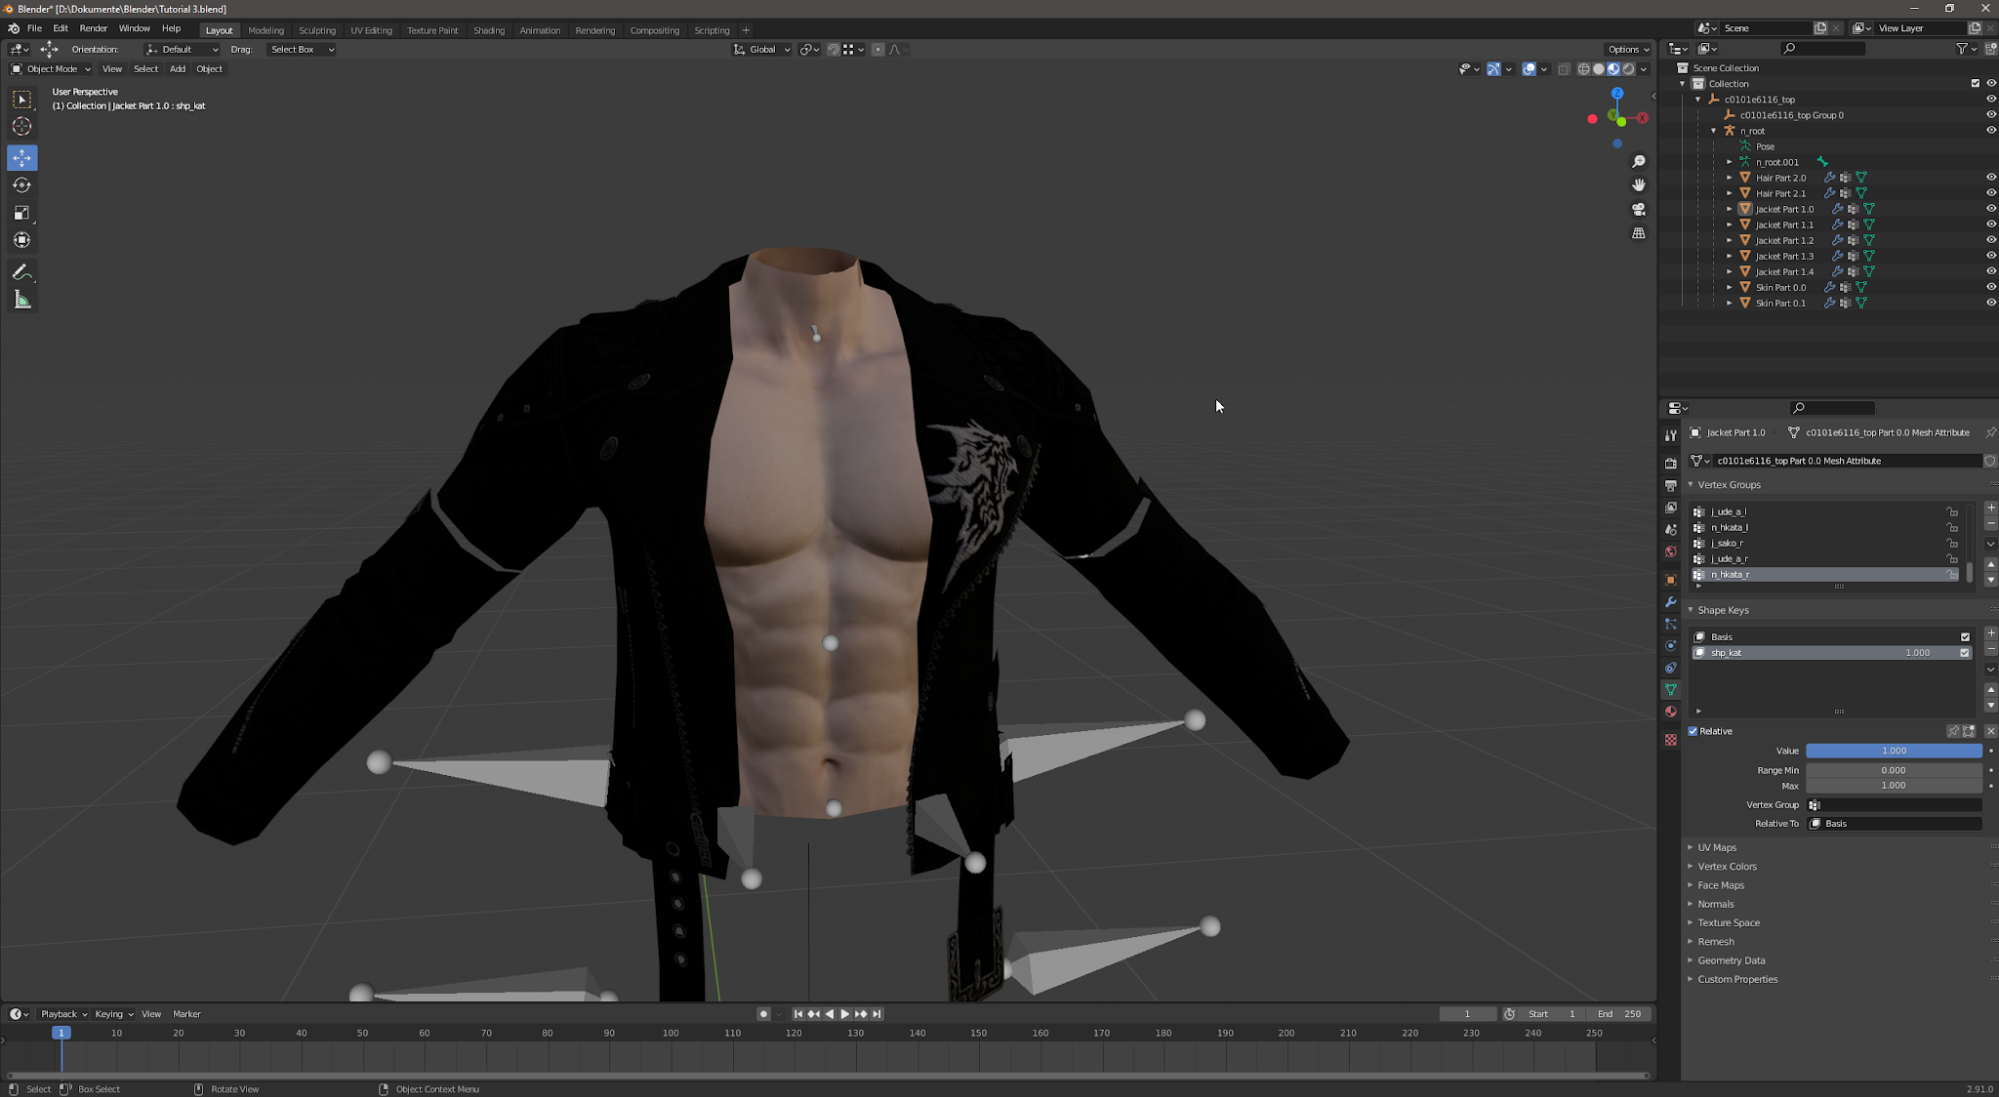 Blender* [D:\Dokumente\Blender\Tutorial 3.blend]
File Edit Render Window Help Layout Modeling Sculpting UV Editing Texture Paint Shading Animation Rendering Compositing Scripting + Scene View Layer
Orientation: Default Drag: Select Box Global Options
Object Mode View Select Add Object
User Perspective
(1) Collection | Jacket Part 1.0 : shp_kat
Z
Y
X
Scene Collection
Collection
c0101e6116_top
c0101e6116_top Group 0
n_root
Pose
n_root.001
Hair Part 2.0
Hair Part 2.1
Jacket Part 1.0
Jacket Part 1.1
Jacket Part 1.2
Jacket Part 1.3
Jacket Part 1.4
Skin Part 0.0
Skin Part 0.1
Jacket Part 1.0 c0101e6116_top Part 0.0 Mesh Attribute
c0101e6116_top Part 0.0 Mesh Attribute
Vertex Groups
j_ude_a_l
n_hkata_l
j_sako_r
j_ude_a_r
n_hkata_r
Shape Keys
Basis
shp_kat 1.000
Relative
Value 1.000
Range Min 0.000
Max 1.000
Vertex Group
Relative To Basis
UV Maps
Vertex Colors
Face Maps
Normals
Texture Space
Remesh
Geometry Data
Custom Properties
Playback Keying View Marker 1 Start 1 End 250
1 10 20 30 40 50 60 70 80 90 100 110 120 130 140 150 160 170 180 190 200 210 220 230 240 250
Select Box Select Rotate View Object Context Menu 2.91.0